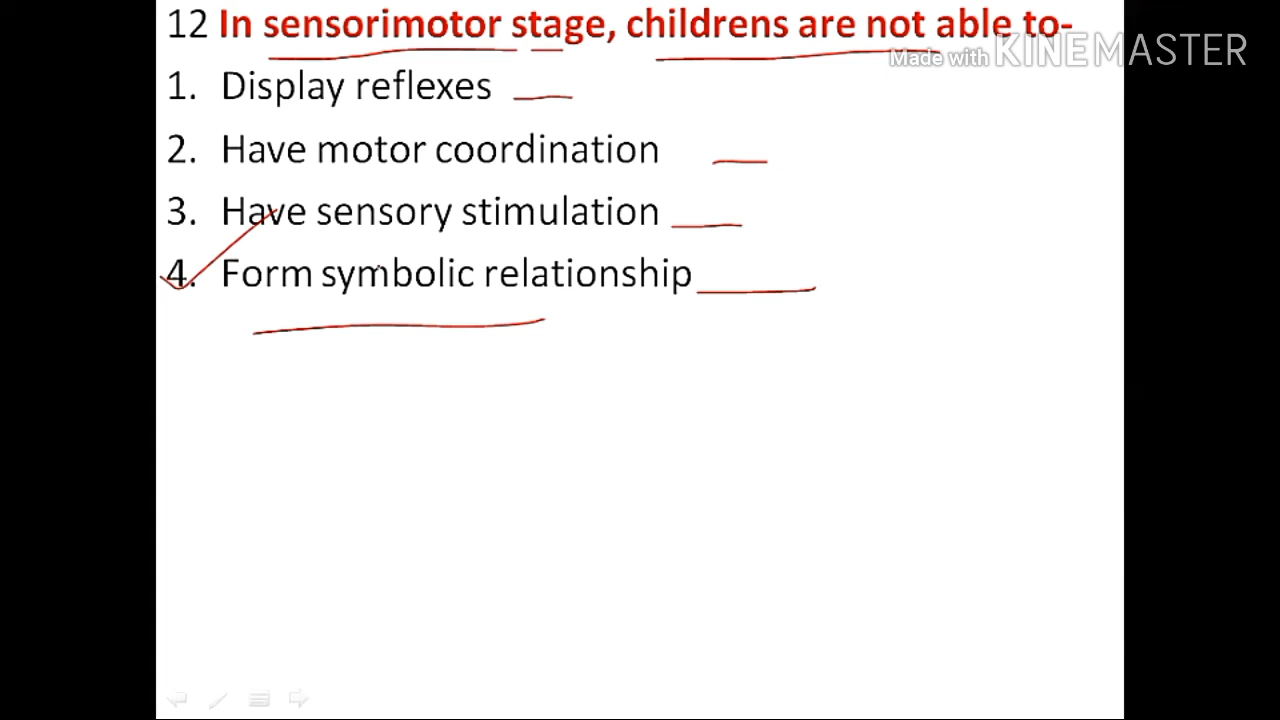 12 In sensorimotor stage, childrens are not able to-
Made with KINEMASTER
1. Display reflexes
2. Have motor coordination
3. Have sensory stimulation
4. Form symbolic relationship